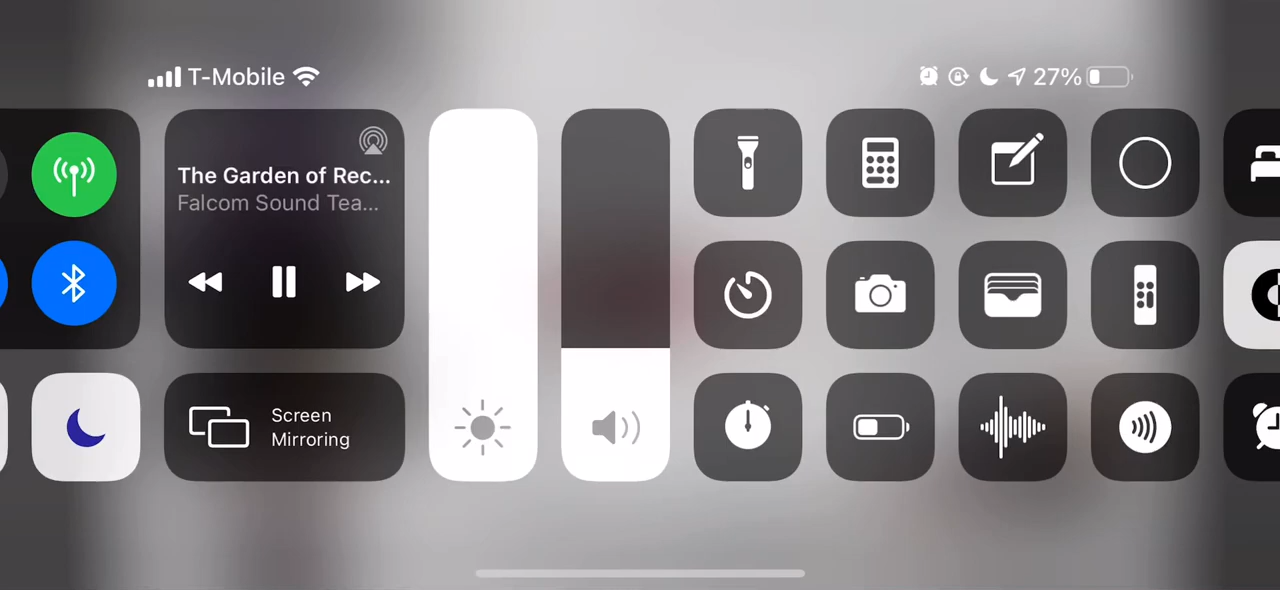 T-Mobile
27%
The Garden of Rec...
Falcom Sound Tea...
Screen
Mirroring